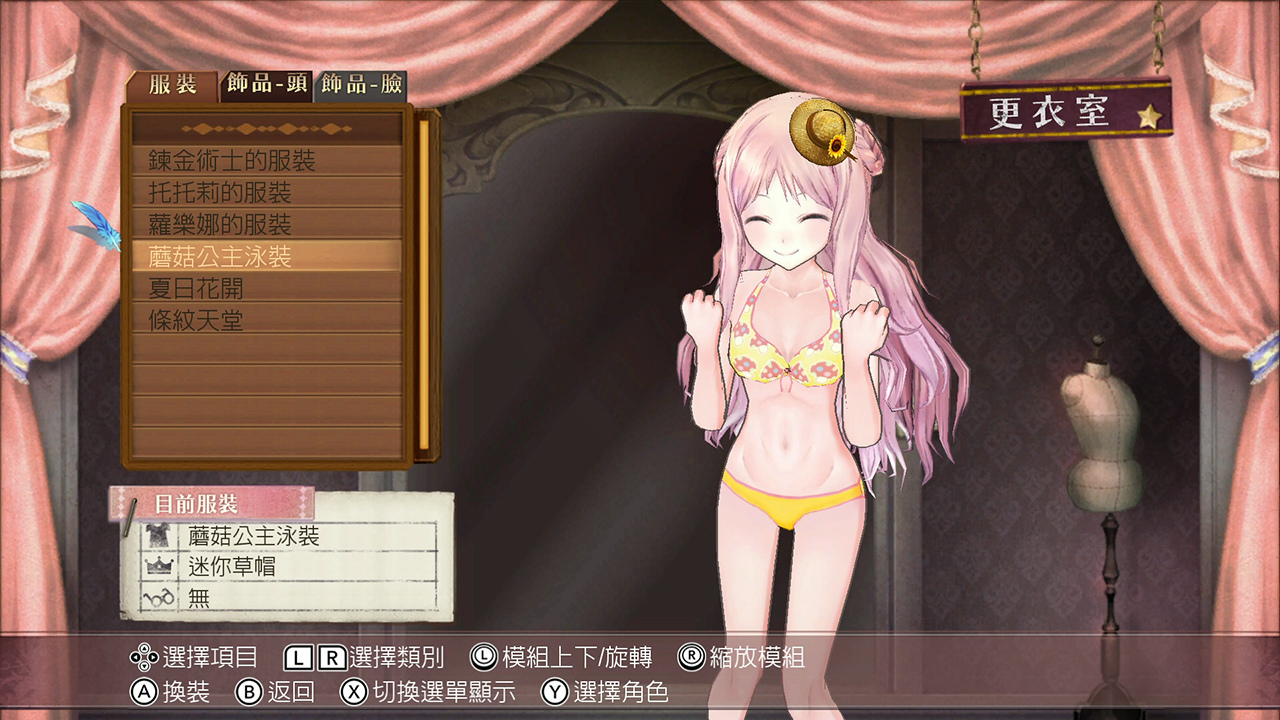 服裝 飾品-頭 飾品-臉
更衣室
鍊金術士的服裝
托托莉的服裝
蘿樂娜的服裝
蘑菇公主泳裝
夏日花開
條紋天堂
目前服裝
蘑菇公主泳裝
迷你草帽
無
選擇項目 L R 選擇類別 L 模組上下/旋轉 R 縮放模組
A 換裝 B 返回 X 切換選單顯示 Y 選擇角色